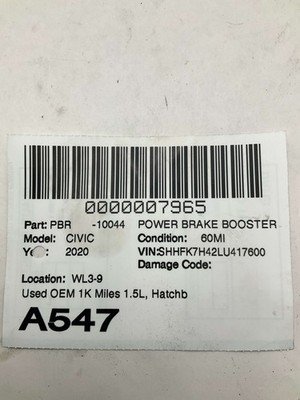 0000007965
Part: PBR -10044 POWER BRAKE BOOSTER
Model: CIVIC Condition: 60MI
2020 VIN:SHHFK7H42LU417600
Damage Code:
Location: WL3-9
Used OEM 1K Miles 1.5L, Hatchb
A547